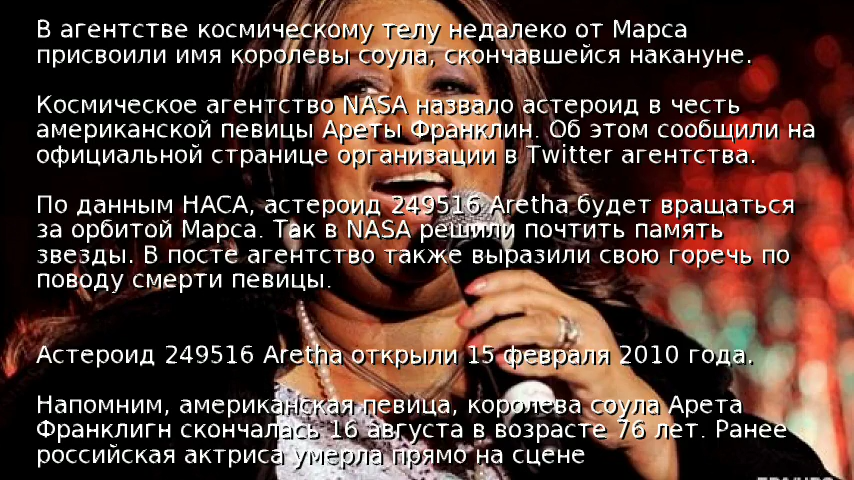 В агентстве космическому телу недалеко от Марса
присвоили имя королевы соула, скончавшейся накануне.
Космическое агентство NASA назвало астероид в честь
американской певицы Ареты Франклин. Об этом сообщили на
официальной странице организации в Twitter агентства.
По данным НАСА, астероид 249516 Aretha будет вращаться
за орбитой Марса. Так в NASA решили почтить память
звезды. В посте агентство также выразили свою горечь по
поводу смерти певицы.
Астероид 249516 Aretha открыли 15 февраля 2010 года.
Напомним, американская певица, королева соула Арета
Франклигн скончалась 16 августа в возрасте 76 лет. Ранее
российская актриса умерла прямо на сцене